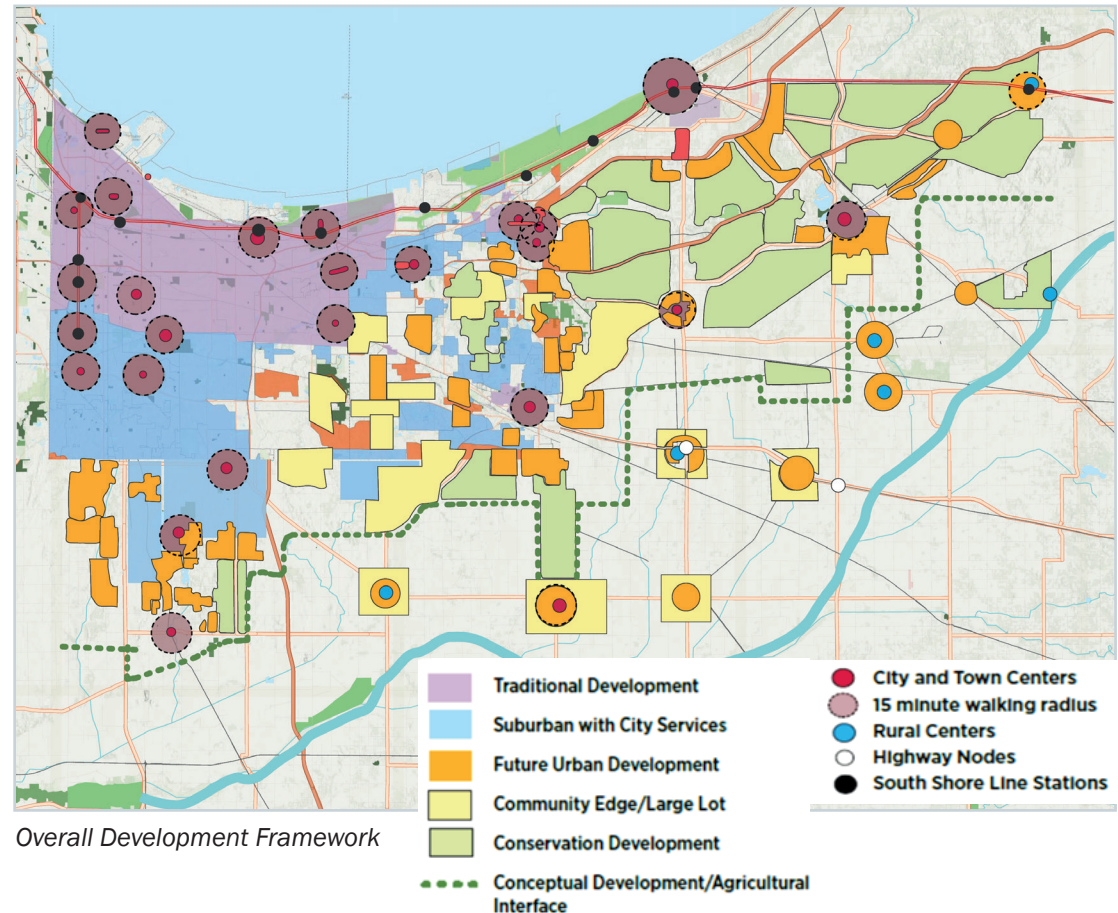 Traditional Development
Suburban with City Services
Future Urban Development
Community Edge/Large Lot
Conservation Development
Conceptual Development/Agricultural
Interface
City and Town Centers
15 minute walking radius
Rural Centers
Highway Nodes
South Shore Line Stations
Overall Development Framework